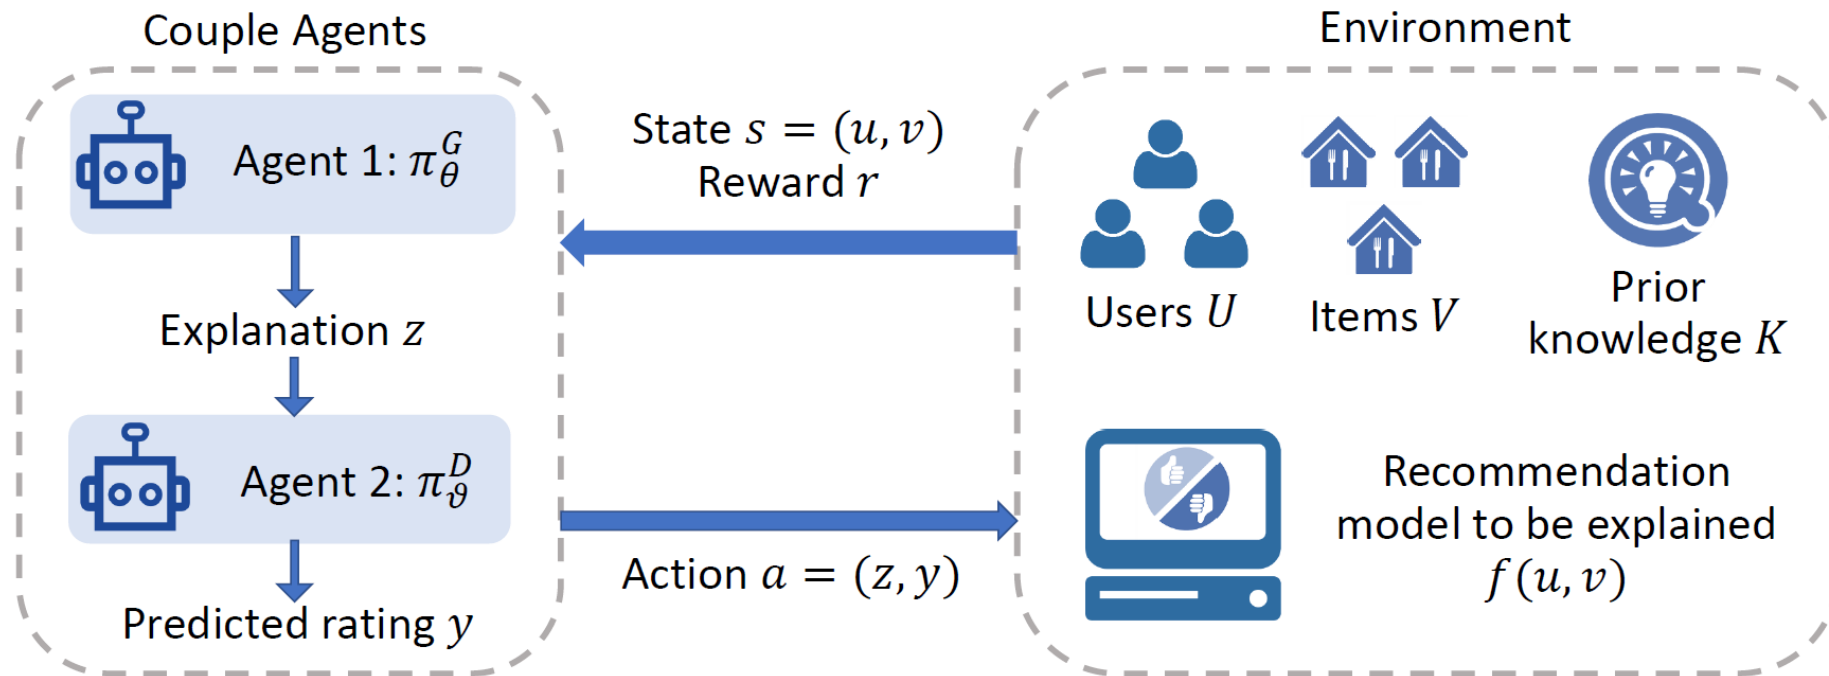 Couple Agents
Agent 1: π_θ^G
Explanation z
Agent 2: π_ϑ^D
Predicted rating y
State s = (u, v)
Reward r
Action a = (z, y)
Environment
Users U
Items V
Prior
knowledge K
Recommendation
model to be explained
f(u, v)